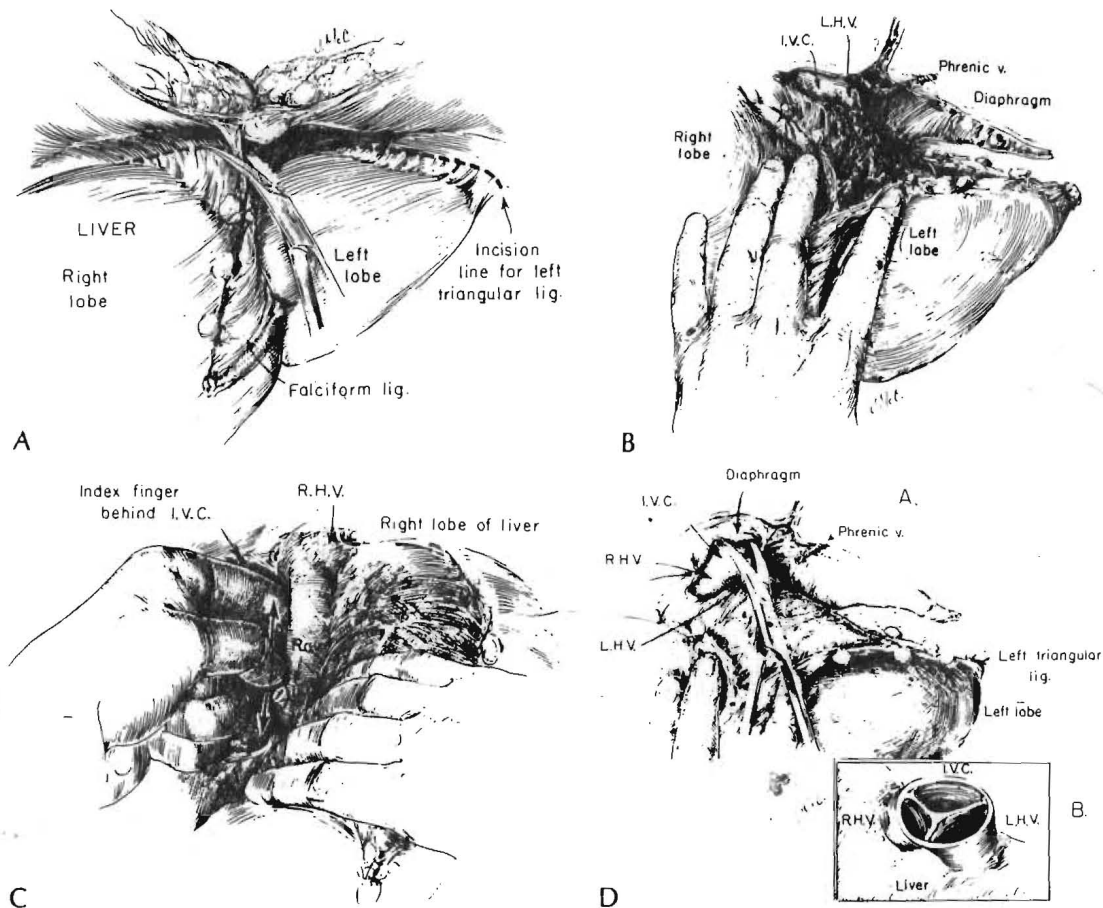 LIVER
Right
lobe
Left
lobe
Incision
line for left
triangular lig.
Falciform lig.
A
L.H.V.
I.V.C.
Phrenic v.
Diaphragm
Right
lobe
Left
lobe
B
Index finger
behind I.V.C.
R.H.V.
Right lobe of liver
C
Diaphragm
A.
I.V.C.
Phrenic v.
R.H.V.
L.H.V.
Left triangular
lig.
Left lobe
I.V.C.
R.H.V.
L.H.V.
B.
Liver
D